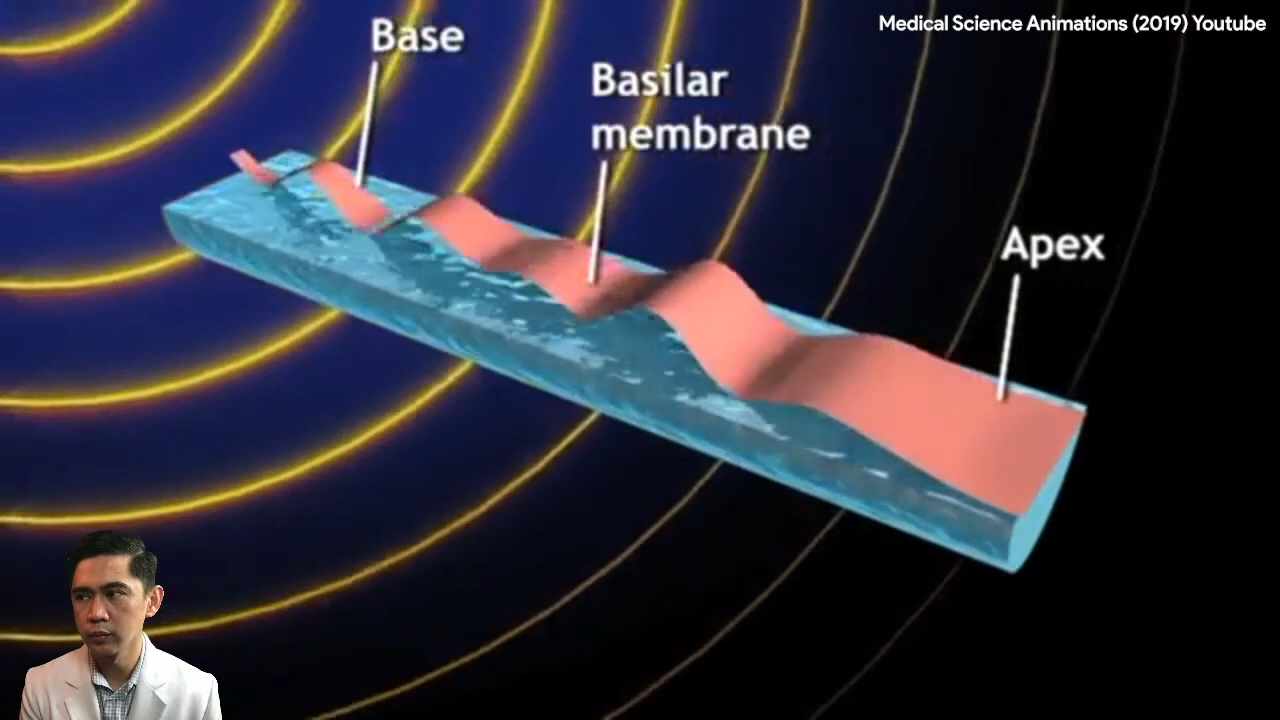 Medical Science Animations (2019) Youtube
Base
Basilar
membrane
Apex